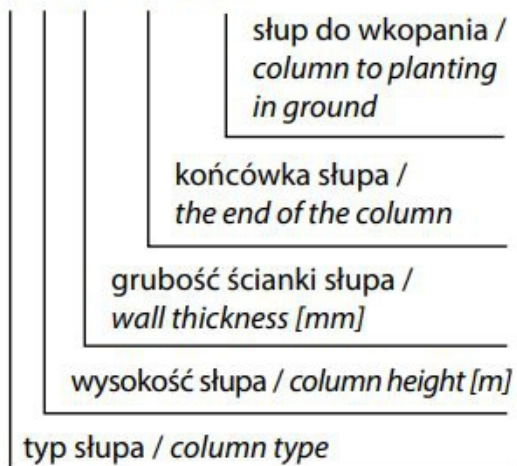 słup do wkopania /
column to planting
in ground
końcówka słupa /
the end of the column
grubość ścianki słupa /
wall thickness [mm]
wysokość słupa / column height [m]
typ słupa / column type